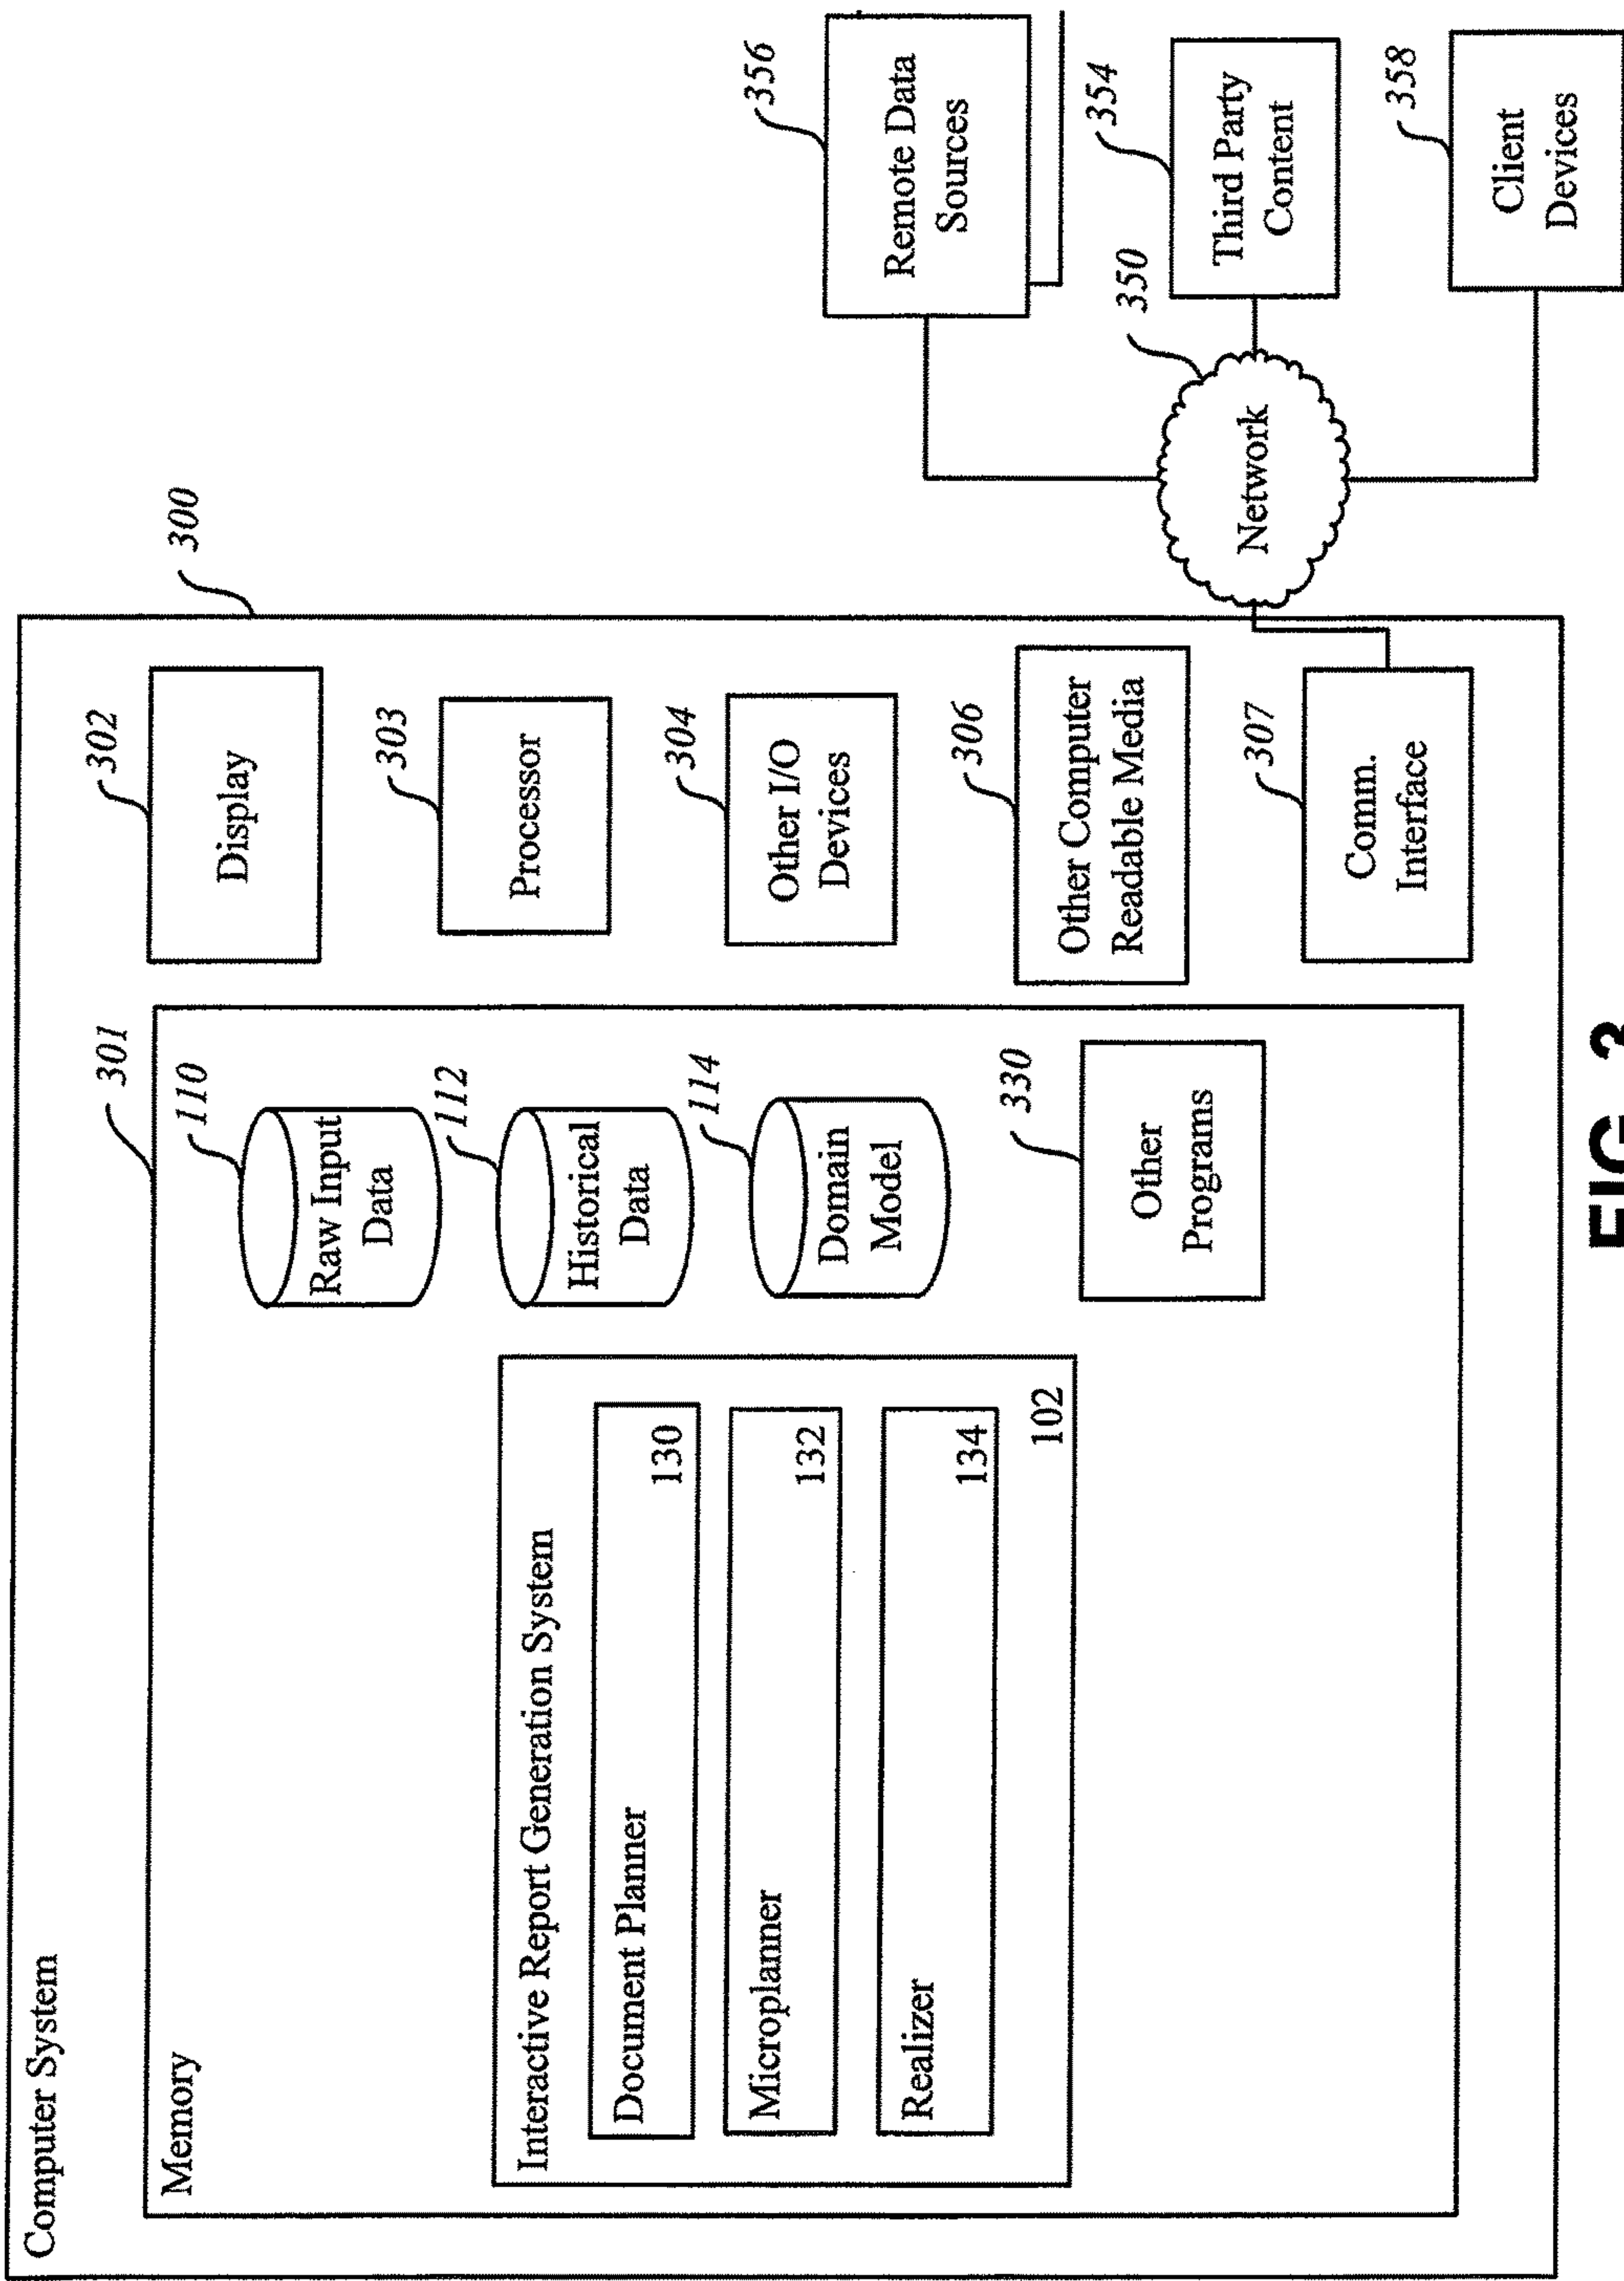 Computer System
300
Memory
301
Interactive Report Generation System
Document Planner
130
Microplanner
132
Realizer
134
102
110
Raw Input
Data
112
Historical
Data
114
Domain
Model
330
Other
Programs
302
Display
303
Processor
304
Other I/O
Devices
306
Other Computer
Readable Media
307
Comm.
Interface
350
Network
356
Remote Data
Sources
354
Third Party
Content
358
Client
Devices
FIG. 3